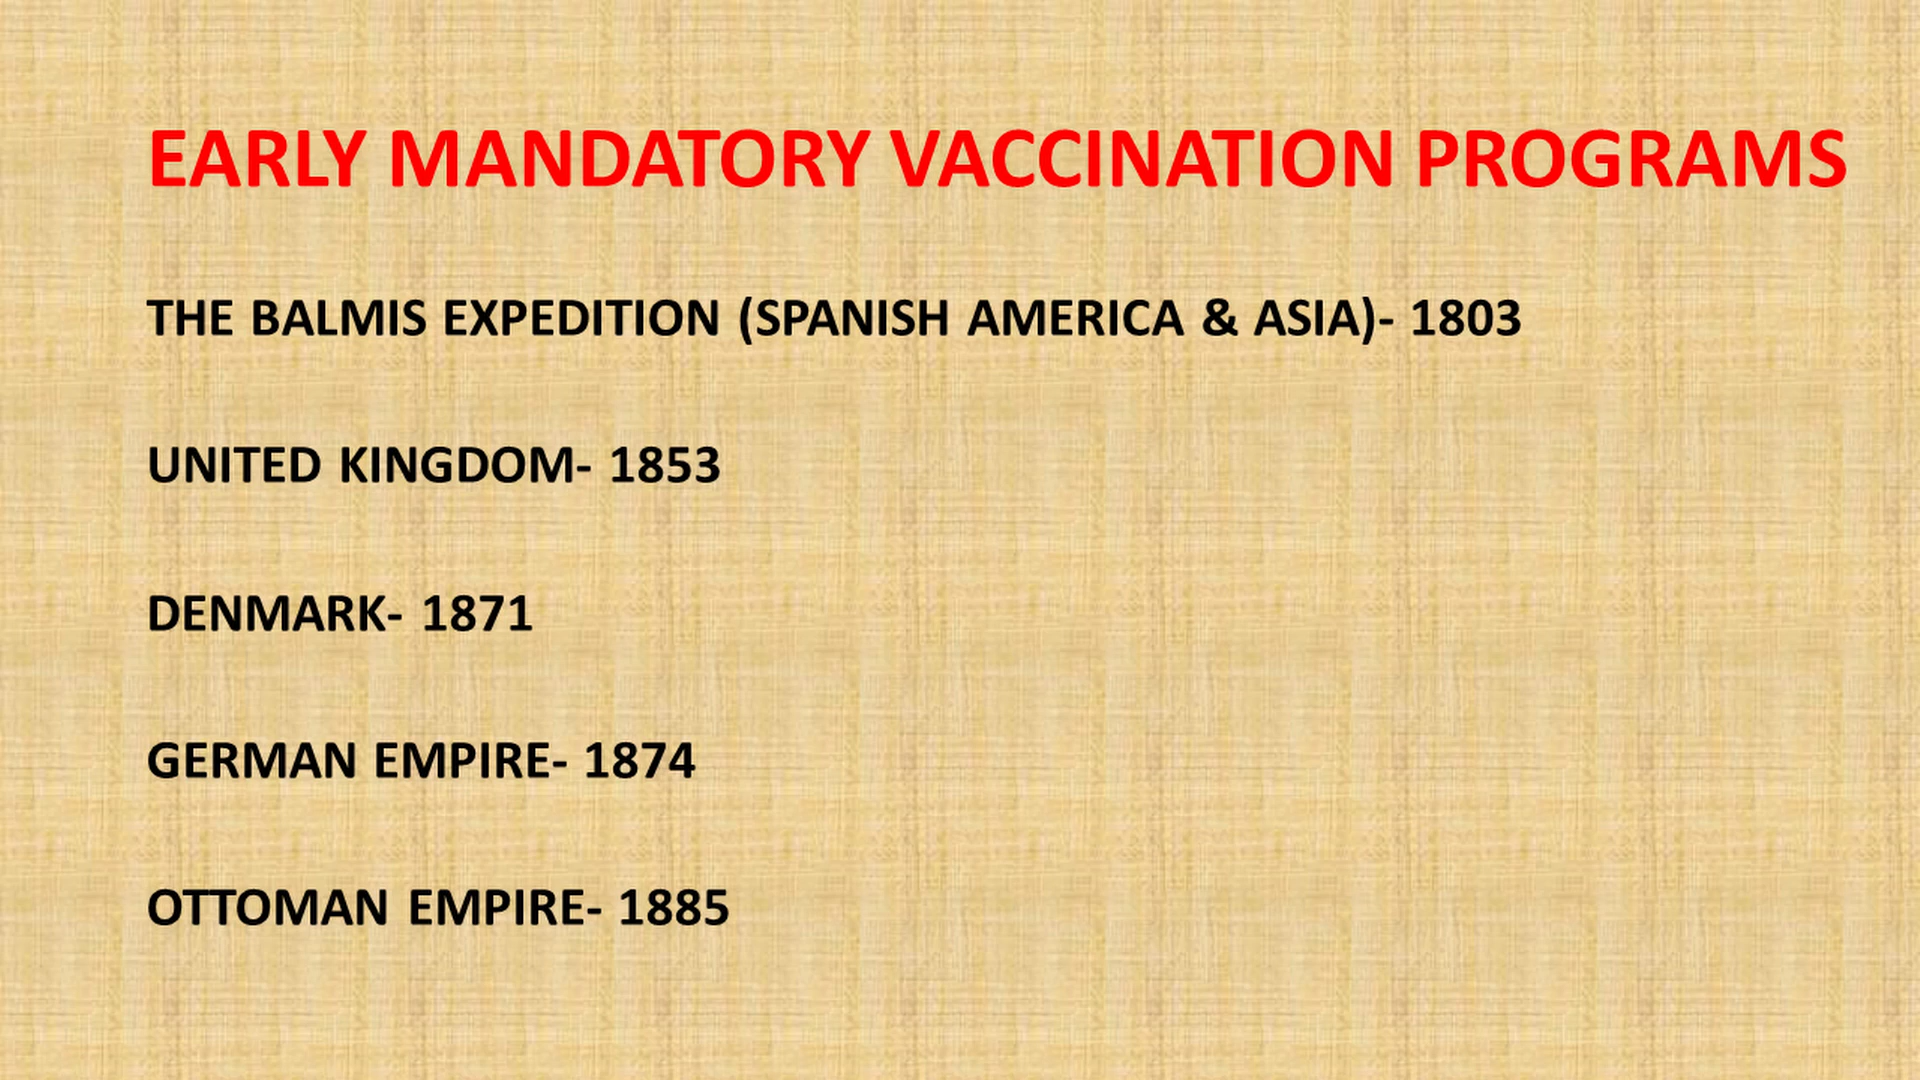 EARLY MANDATORY VACCINATION PROGRAMS
THE BALMIS EXPEDITION (SPANISH AMERICA & ASIA)- 1803
UNITED KINGDOM- 1853
DENMARK- 1871
GERMAN EMPIRE- 1874
OTTOMAN EMPIRE- 1885